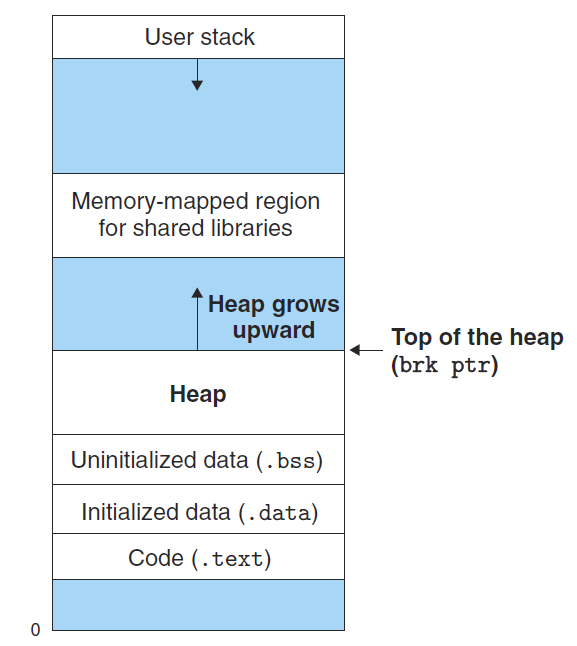 User stack
Memory-mapped region
for shared libraries
Heap grows
upward
Top of the heap
(brk ptr)
Heap
Uninitialized data (.bss)
Initialized data (.data)
Code (.text)
0